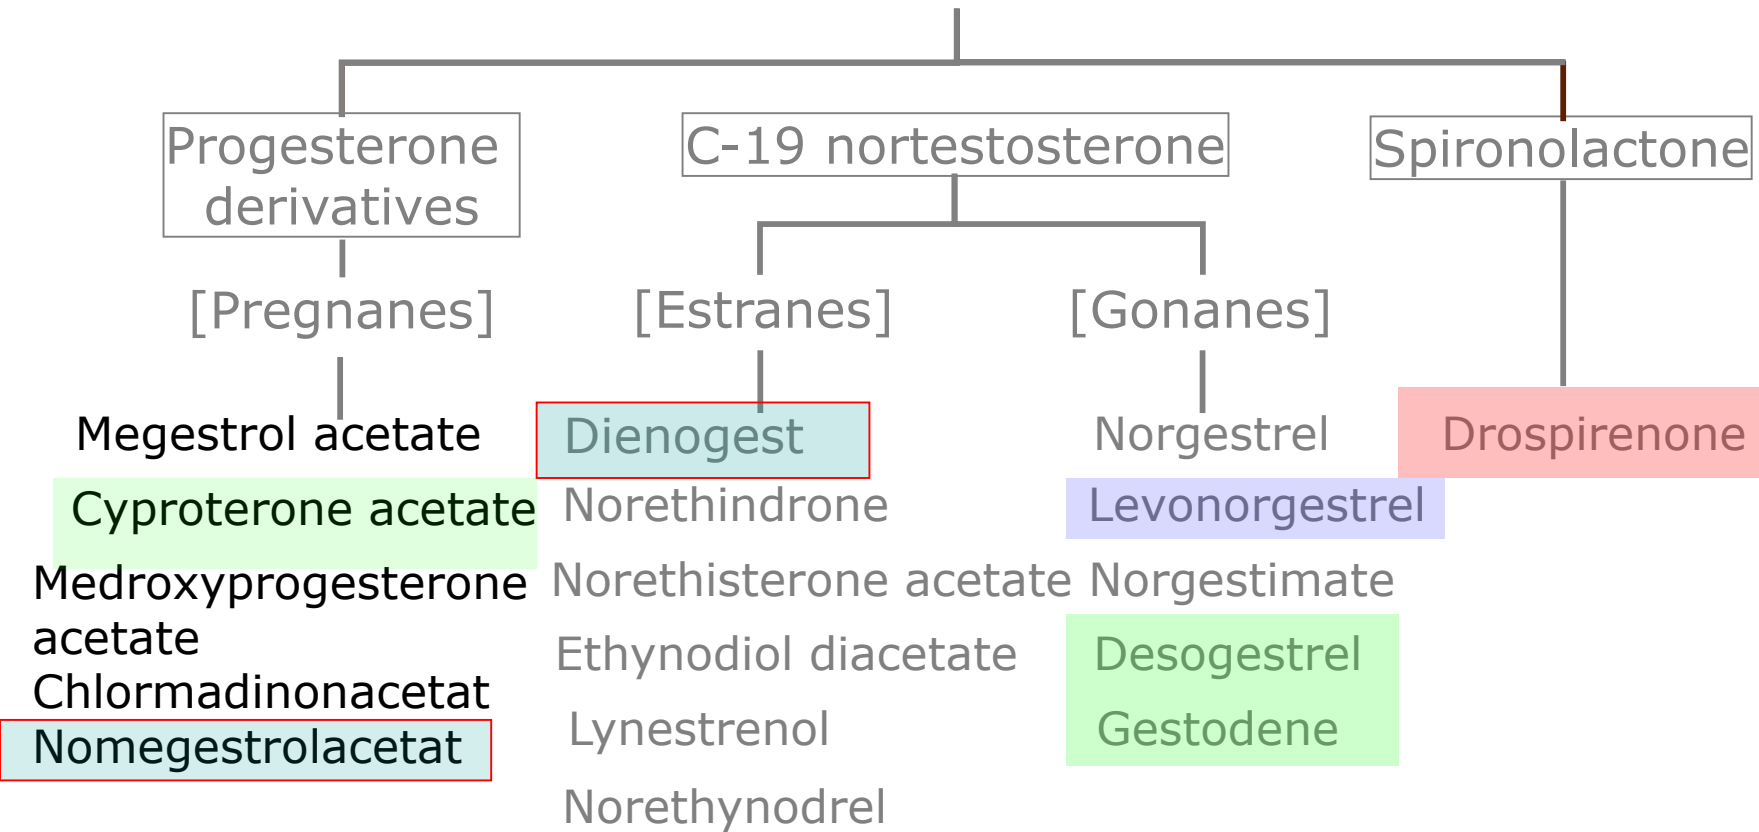 Progesterone
derivatives
C-19 nortestosterone
Spironolactone
[Pregnanes]
[Estranes]
[Gonanes]
Megestrol acetate
Cyproterone acetate
Medroxyprogesterone
acetate
Chlormadinonacetat
Nomegestrolacetat
Dienogest
Norethindrone
Norethisterone acetate
Ethynodiol diacetate
Lynestrenol
Norethynodrel
Norgestrel
Levonorgestrel
Norgestimate
Desogestrel
Gestodene
Drospirenone